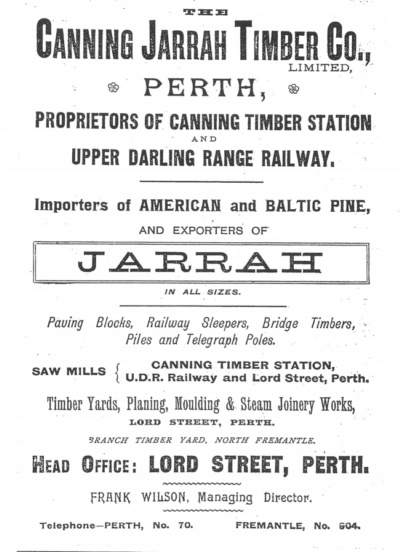 THE
CANNING JARRAH TIMBER CO.,
LIMITED,
PERTH,
PROPRIETORS OF CANNING TIMBER STATION
AND
UPPER DARLING RANGE RAILWAY.
Importers of AMERICAN and BALTIC PINE,
AND EXPORTERS OF
JARRAH
IN ALL SIZES.
Paving Blocks, Railway Sleepers, Bridge Timbers,
Piles and Telegraph Poles.
SAW MILLS { CANNING TIMBER STATION,
U.D.R. Railway and Lord Street, Perth.
Timber Yards, Planing, Moulding & Steam Joinery Works,
LORD STREET, PERTH.
BRANCH TIMBER YARD, NORTH FREMANTLE.
HEAD OFFICE: LORD STREET, PERTH.
FRANK WILSON, Managing Director.
Telephone—PERTH, No. 70. FREMANTLE, No.